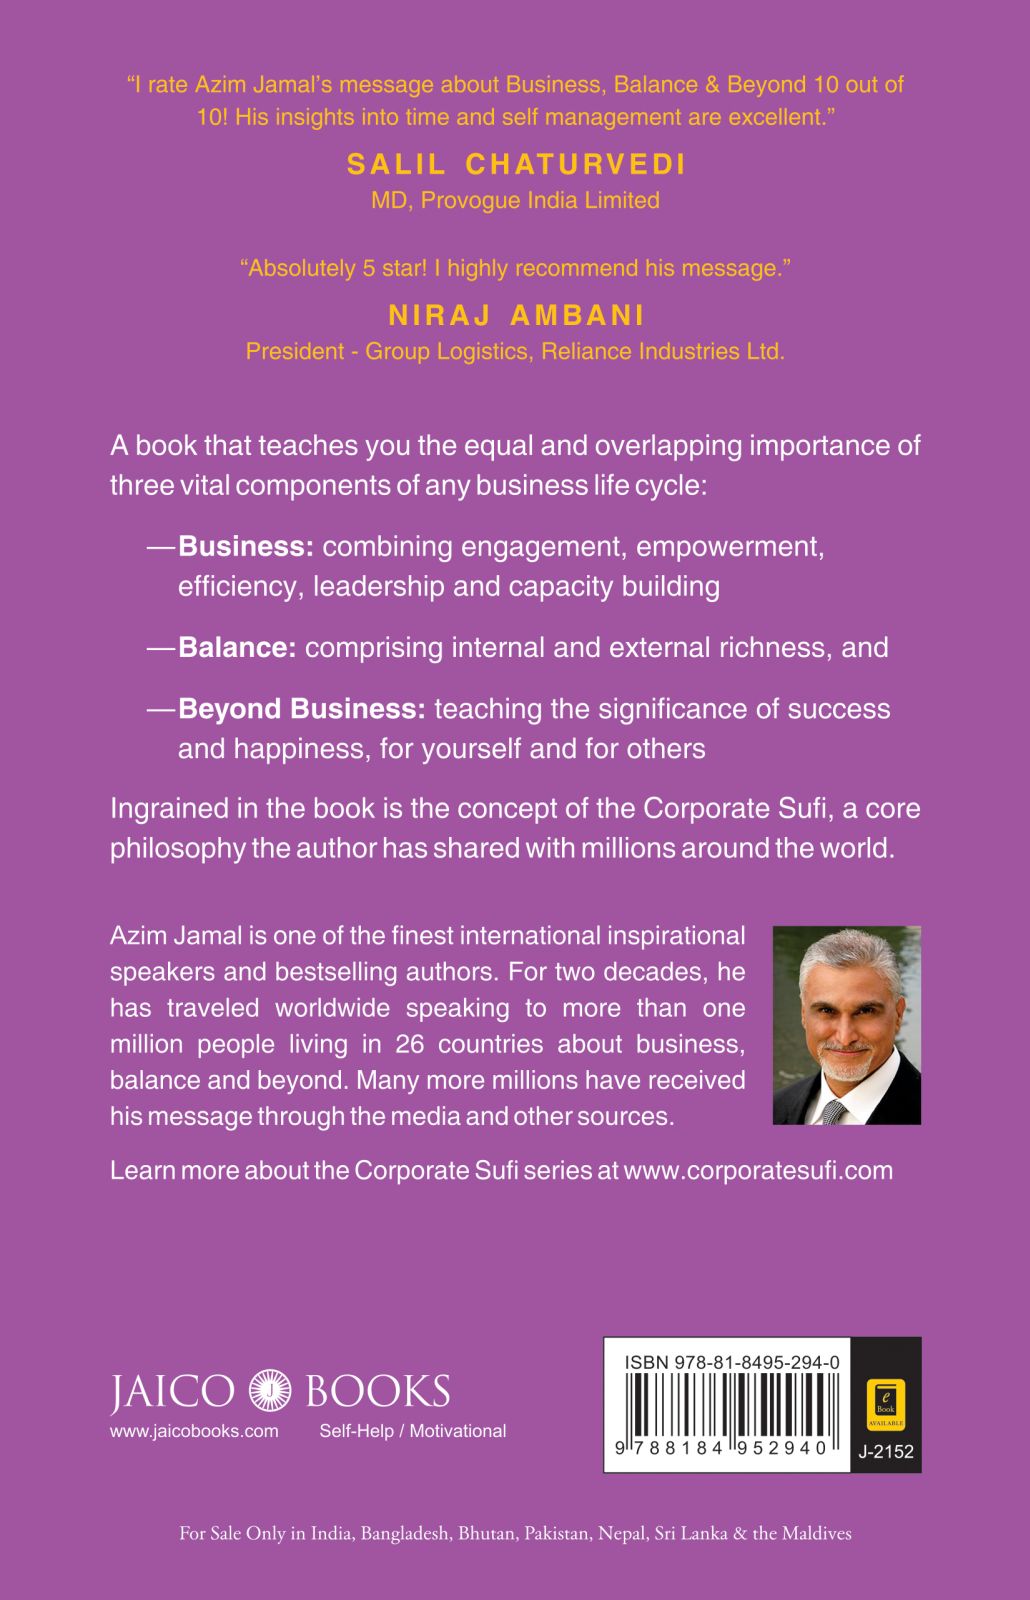 “I rate Azim Jamal’s message about Business, Balance & Beyond 10 out of
10! His insights into time and self management are excellent.”
SALIL CHATURVEDI
MD, Provogue India Limited
“Absolutely 5 star! I highly recommend his message.”
NIRAJ AMBANI
President - Group Logistics, Reliance Industries Ltd.
A book that teaches you the equal and overlapping importance of
three vital components of any business life cycle:
—Business: combining engagement, empowerment,
efficiency, leadership and capacity building
—Balance: comprising internal and external richness, and
—Beyond Business: teaching the significance of success
and happiness, for yourself and for others
Ingrained in the book is the concept of the Corporate Sufi, a core
philosophy the author has shared with millions around the world.
Azim Jamal is one of the finest international inspirational
speakers and bestselling authors. For two decades, he
has traveled worldwide speaking to more than one
million people living in 26 countries about business,
balance and beyond. Many more millions have received
his message through the media and other sources.
Learn more about the Corporate Sufi series at www.corporatesufi.com
JAICO J BOOKS
www.jaicobooks.com Self-Help / Motivational
ISBN 978-81-8495-294-0
9 788184 952940
e
Book
AVAILABLE
J-2152
For Sale Only in India, Bangladesh, Bhutan, Pakistan, Nepal, Sri Lanka & the Maldives